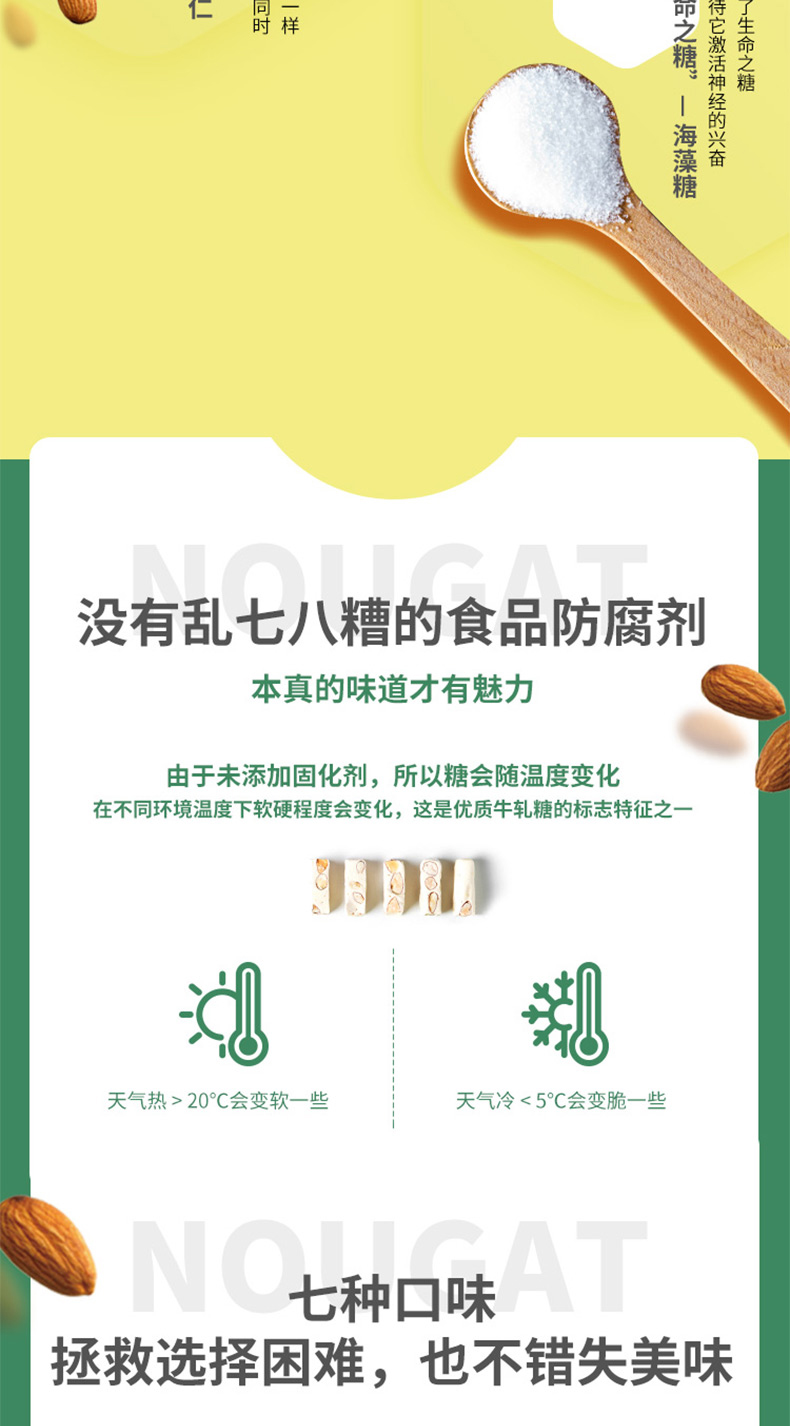 了生命之糖
待它激活神经的兴奋
命之糖” — 海藻糖
一样
同时
仁
NOUGAT
没有乱七八糟的食品防腐剂
本真的味道才有魅力
由于未添加固化剂，所以糖会随温度变化
在不同环境温度下软硬程度会变化，这是优质牛轧糖的标志特征之一
天气热 > 20℃会变软一些
天气冷 < 5℃会变脆一些
NOUGAT
七种口味
拯救选择困难，也不错失美味